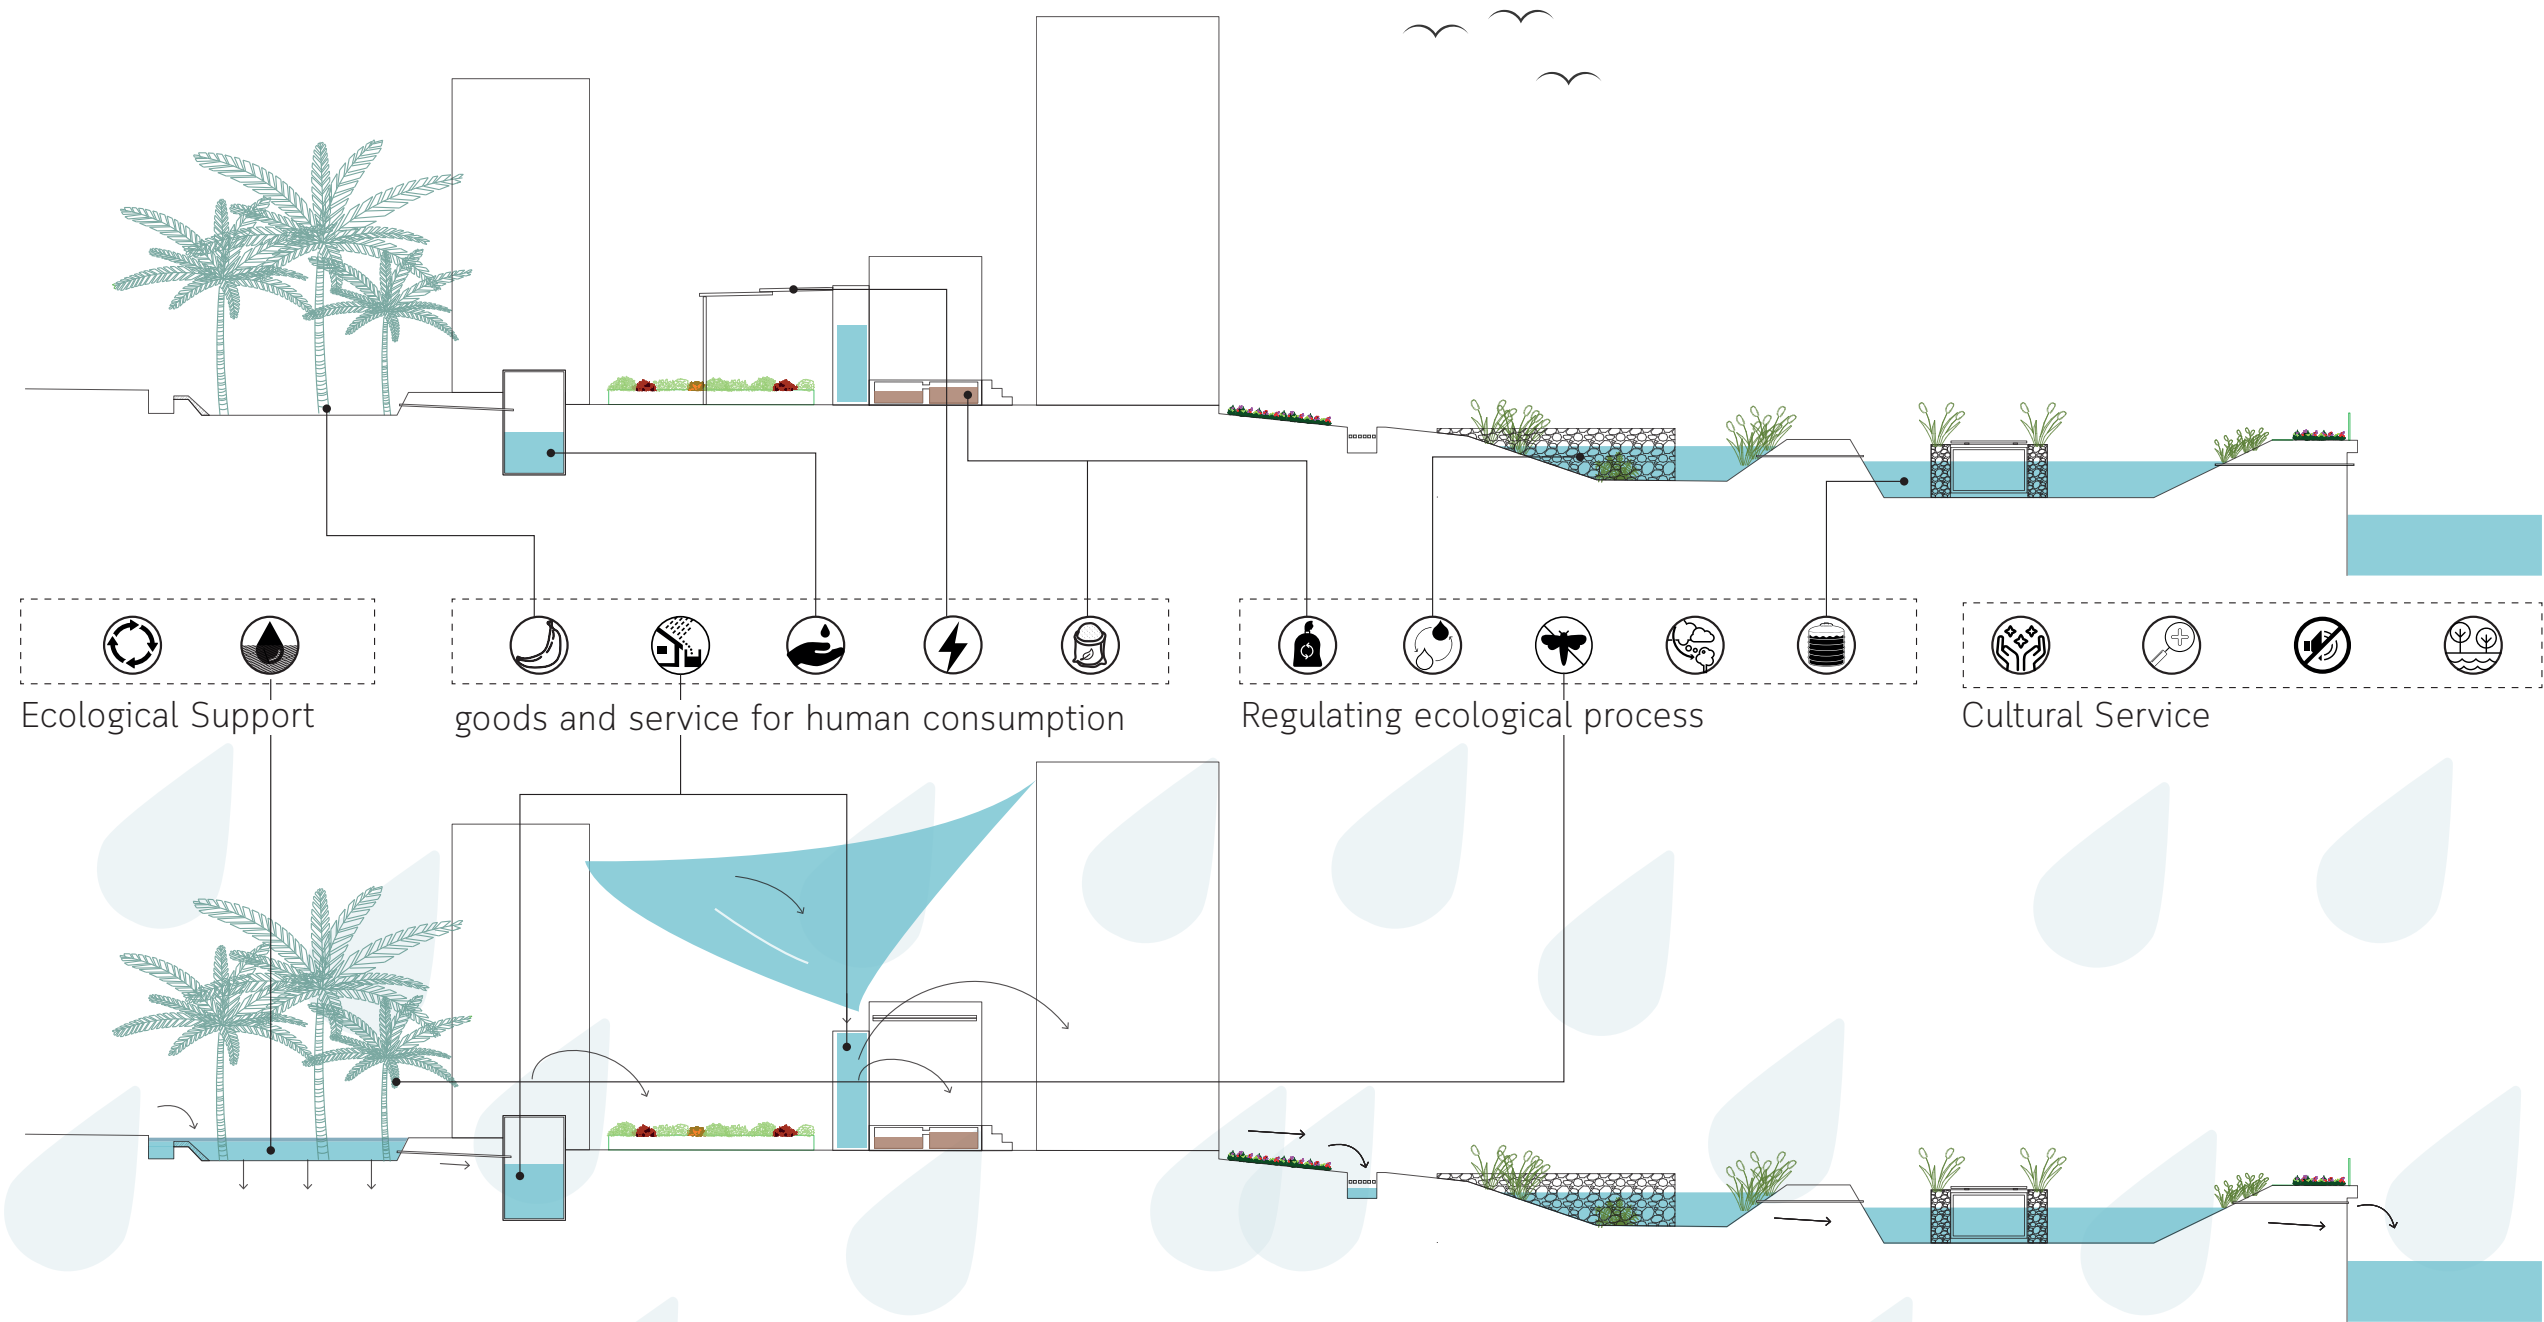 Ecological Support
goods and service for human consumption
Regulating ecological process
Cultural Service